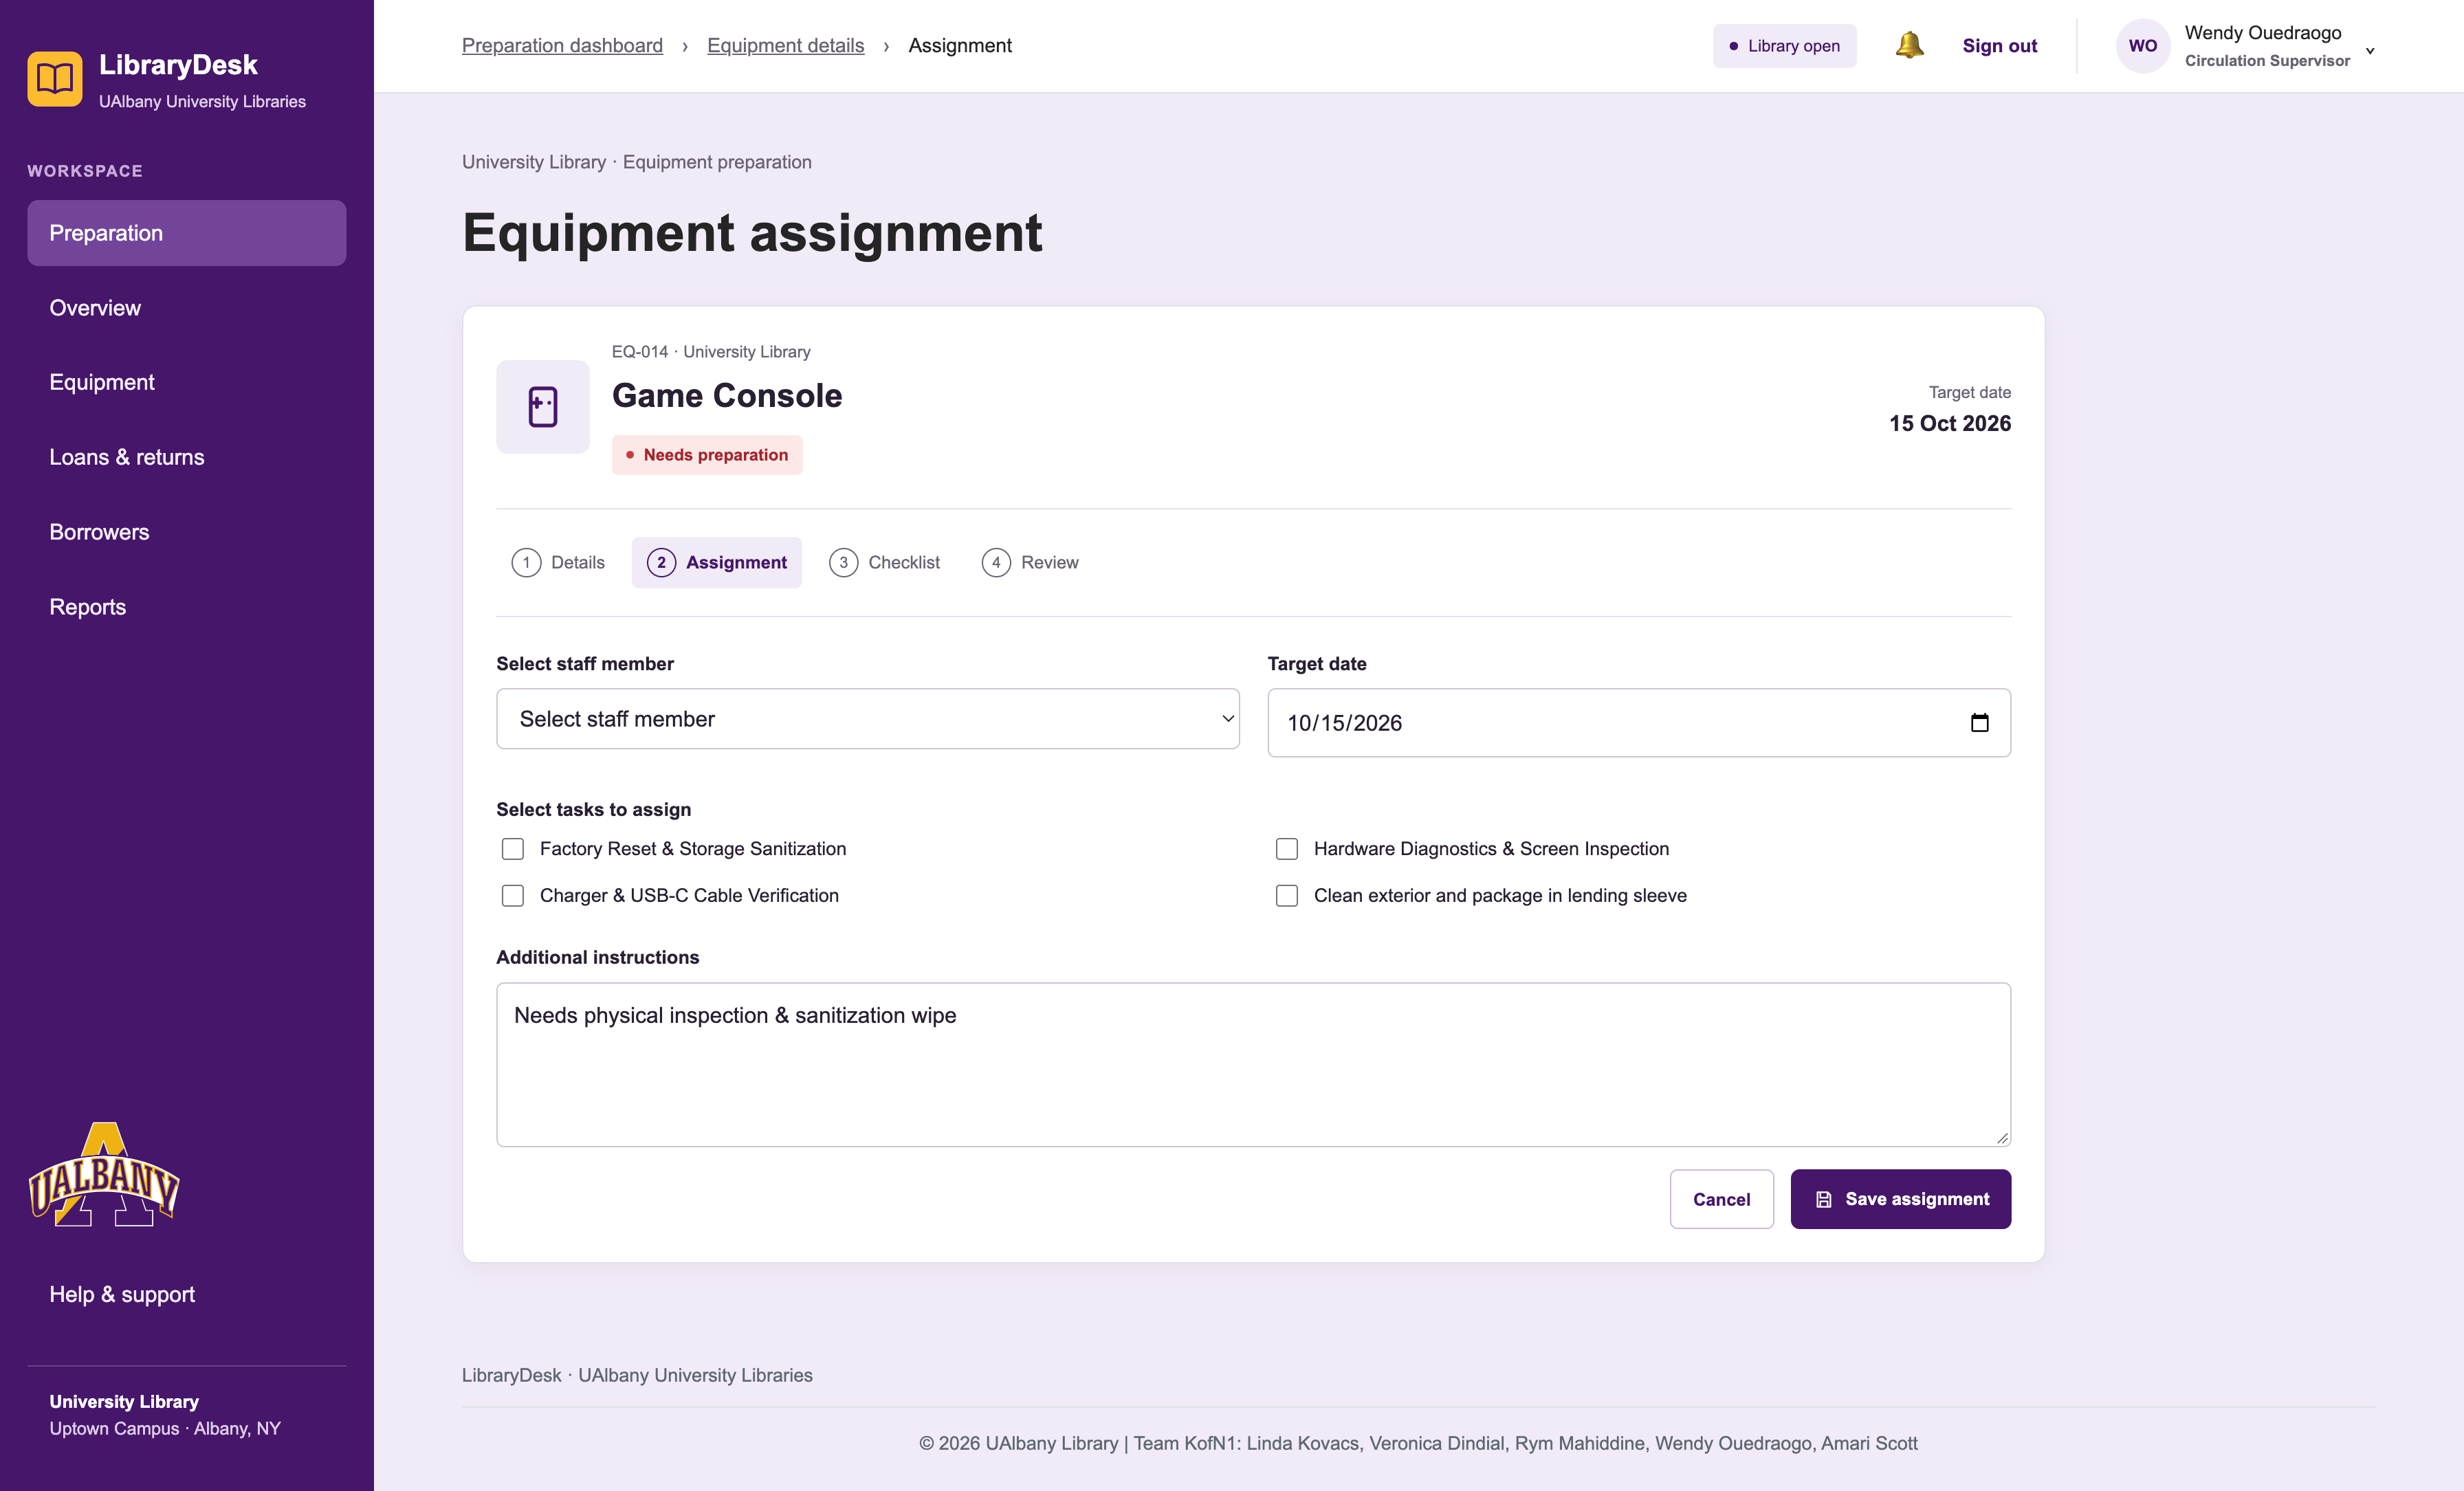 LibraryDesk
UAlbany University Libraries
WORKSPACE
Preparation
Overview
Equipment
Loans & returns
Borrowers
Reports
UALBANY
Help & support
University Library
Uptown Campus · Albany, NY
Preparation dashboard › Equipment details › Assignment
Library open
Sign out
WO
Wendy Ouedraogo
Circulation Supervisor
University Library · Equipment preparation
Equipment assignment
EQ-014 · University Library
Game Console
Needs preparation
Target date
15 Oct 2026
1 Details
2 Assignment
3 Checklist
4 Review
Select staff member
Select staff member
Target date
10/15/2026
Select tasks to assign
Factory Reset & Storage Sanitization
Hardware Diagnostics & Screen Inspection
Charger & USB-C Cable Verification
Clean exterior and package in lending sleeve
Additional instructions
Needs physical inspection & sanitization wipe
Cancel
Save assignment
LibraryDesk · UAlbany University Libraries
© 2026 UAlbany Library | Team KofN1: Linda Kovacs, Veronica Dindial, Rym Mahiddine, Wendy Ouedraogo, Amari Scott